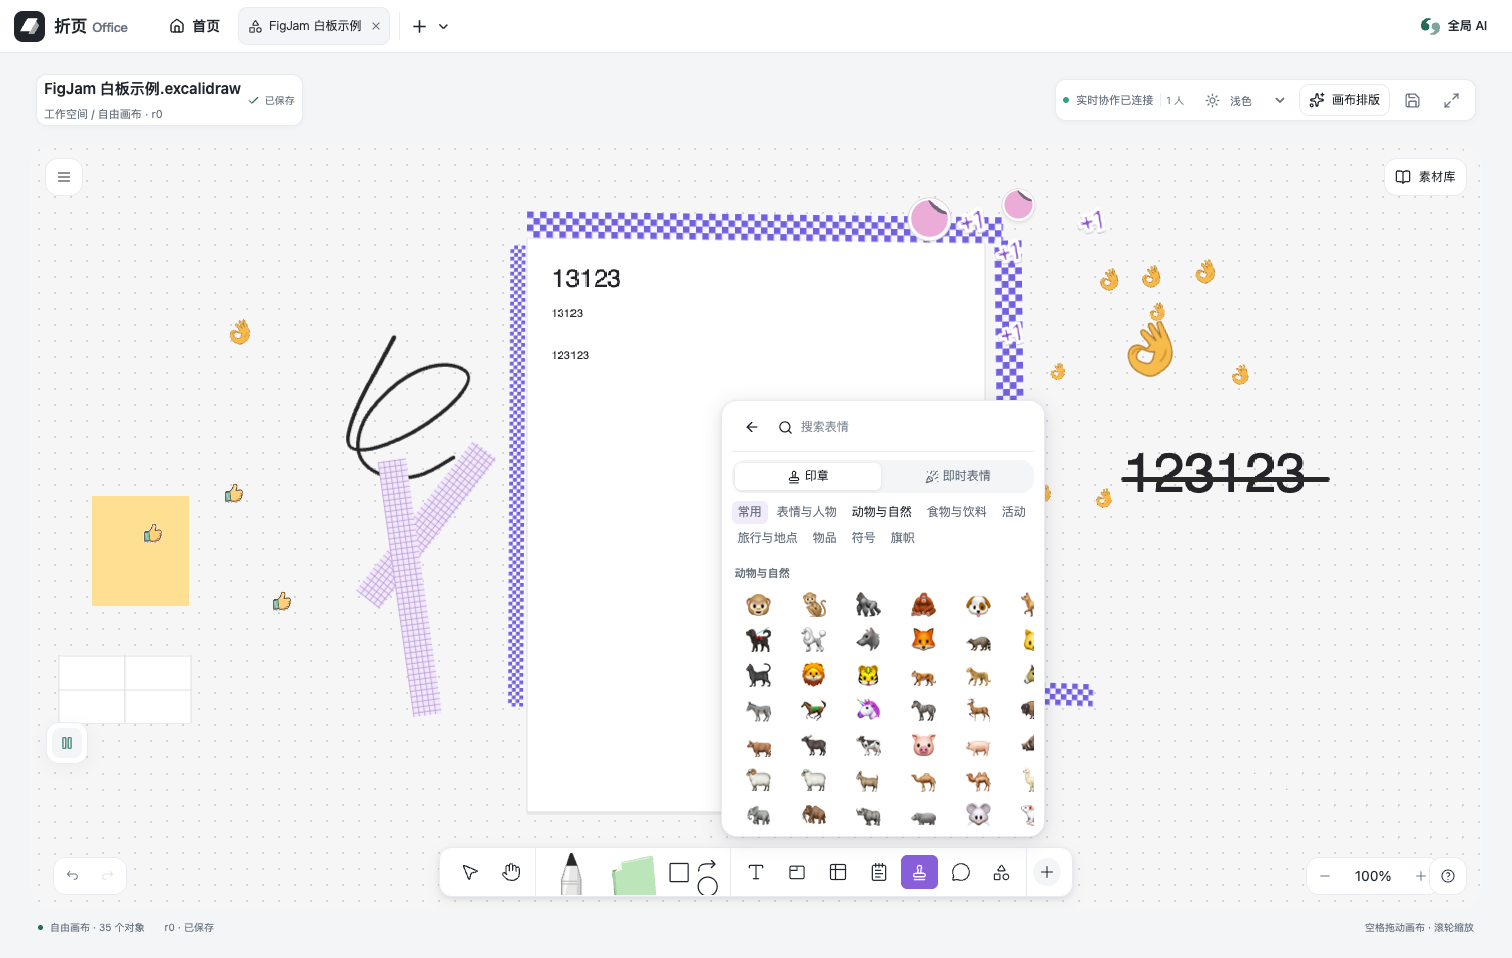 折页 Office
首页
FigJam 白板示例
全局 AI
FigJam 白板示例.excalidraw
已保存
工作空间 / 自由画布 · r0
实时协作已连接
1 人
浅色
画布排版
素材库
+1
+1
+1
+1
13123
13123
123123
123123
搜索表情
印章
即时表情
常用 表情与人物 动物与自然 食物与饮料 活动
旅行与地点 物品 符号 旗帜
动物与自然
T
100%
自由画布 · 35 个对象
r0 · 已保存
空格拖动画布 · 滚轮缩放